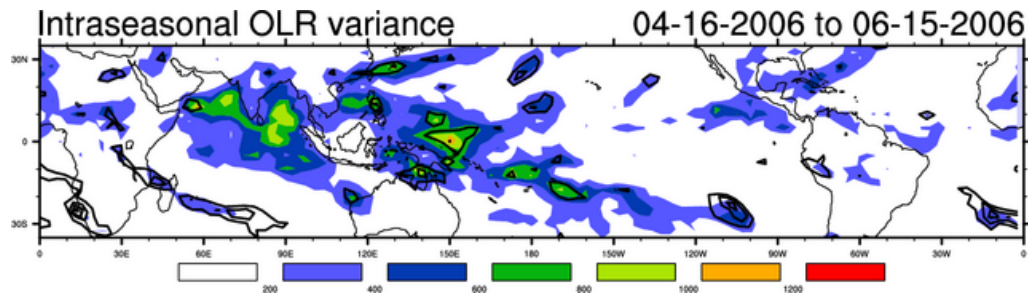 Intraseasonal OLR variance 04-16-2006 to 06-15-2006
30N
0
30S
0 30E 60E 90E 120E 150E 180 150W 120W 90W 60W 30W 0
200 400 600 800 1000 1200